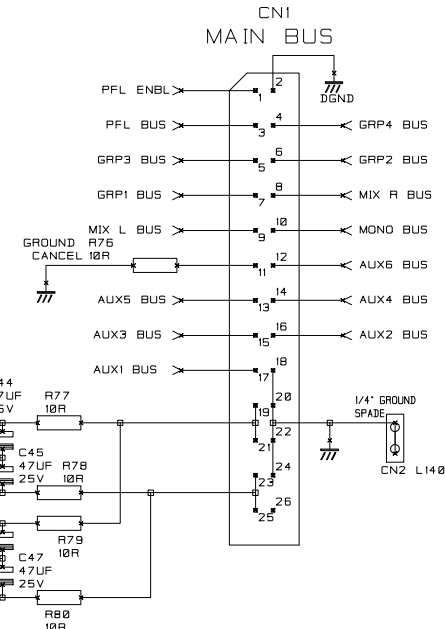 CN1
MAIN BUS
PFL ENBL 1 2
DGND
PFL BUS 3 4 GRP4 BUS
GRP3 BUS 5 6 GRP2 BUS
GRP1 BUS 7 8 MIX R BUS
MIX L BUS 9 10 MONO BUS
GROUND R76
CANCEL 10R 11 12 AUX6 BUS
AUX5 BUS 13 14 AUX4 BUS
AUX3 BUS 15 16 AUX2 BUS
AUX1 BUS 17 18
44
7UF
5V
R77
10R
19 20
1/4" GROUND
SPADE
21 22
CN2 L140
C45
47UF
25V
R78
10R
23 24
25 26
R79
10R
C47
47UF
25V
R80
10R